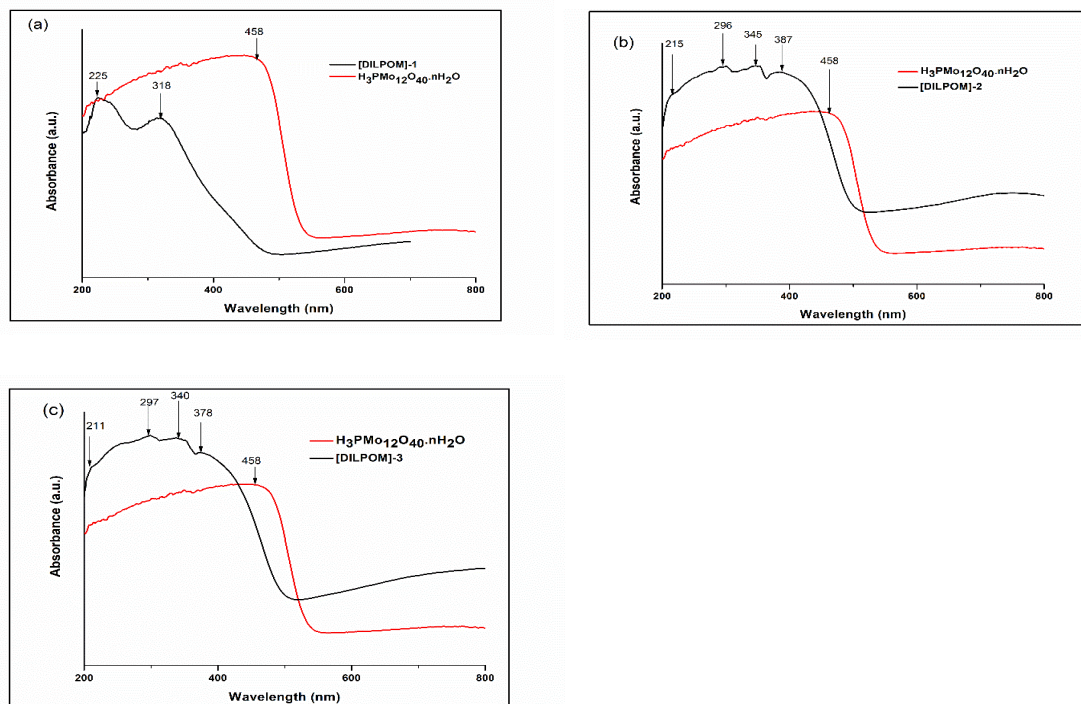 (a)
458
[DILPOM]-1
H₃PMo₁₂O₄₀.nH₂O
225
318
Absorbance (a.u.)
200
400
600
800
Wavelength (nm)
(b)
215
296
345
387
458
H₃PMo₁₂O₄₀.nH₂O
[DILPOM]-2
Absorbance (a.u.)
200
400
600
800
Wavelength (nm)
(c)
211
297
340
378
458
H₃PMo₁₂O₄₀.nH₂O
[DILPOM]-3
Absorbance (a.u.)
200
400
600
800
Wavelength (nm)